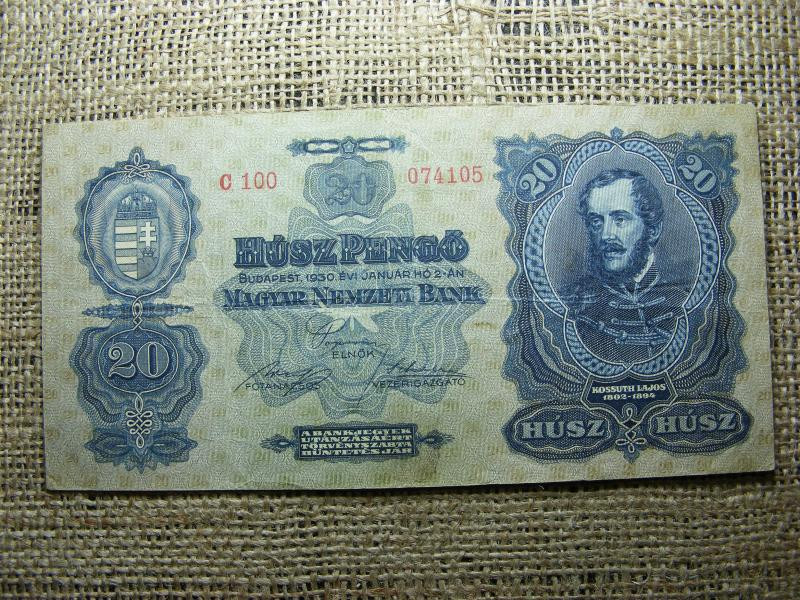 20
C 100 074105
HÚSZ PENGŐ
BUDAPEST, 1930. ÉVI JANUÁR HÓ 2-ÁN
MAGYAR NEMZETI BANK
ELNÖK
FŐTANÁCSOS VEZÉRIGAZGATÓ
A BANKJEGYEK
UTÁNZÁSÁÉRT
TÖRVÉNYSZABTA
BÜNTETÉS JÁR
20
20 20
KOSSUTH LAJOS
1802-1894
HÚSZ HÚSZ